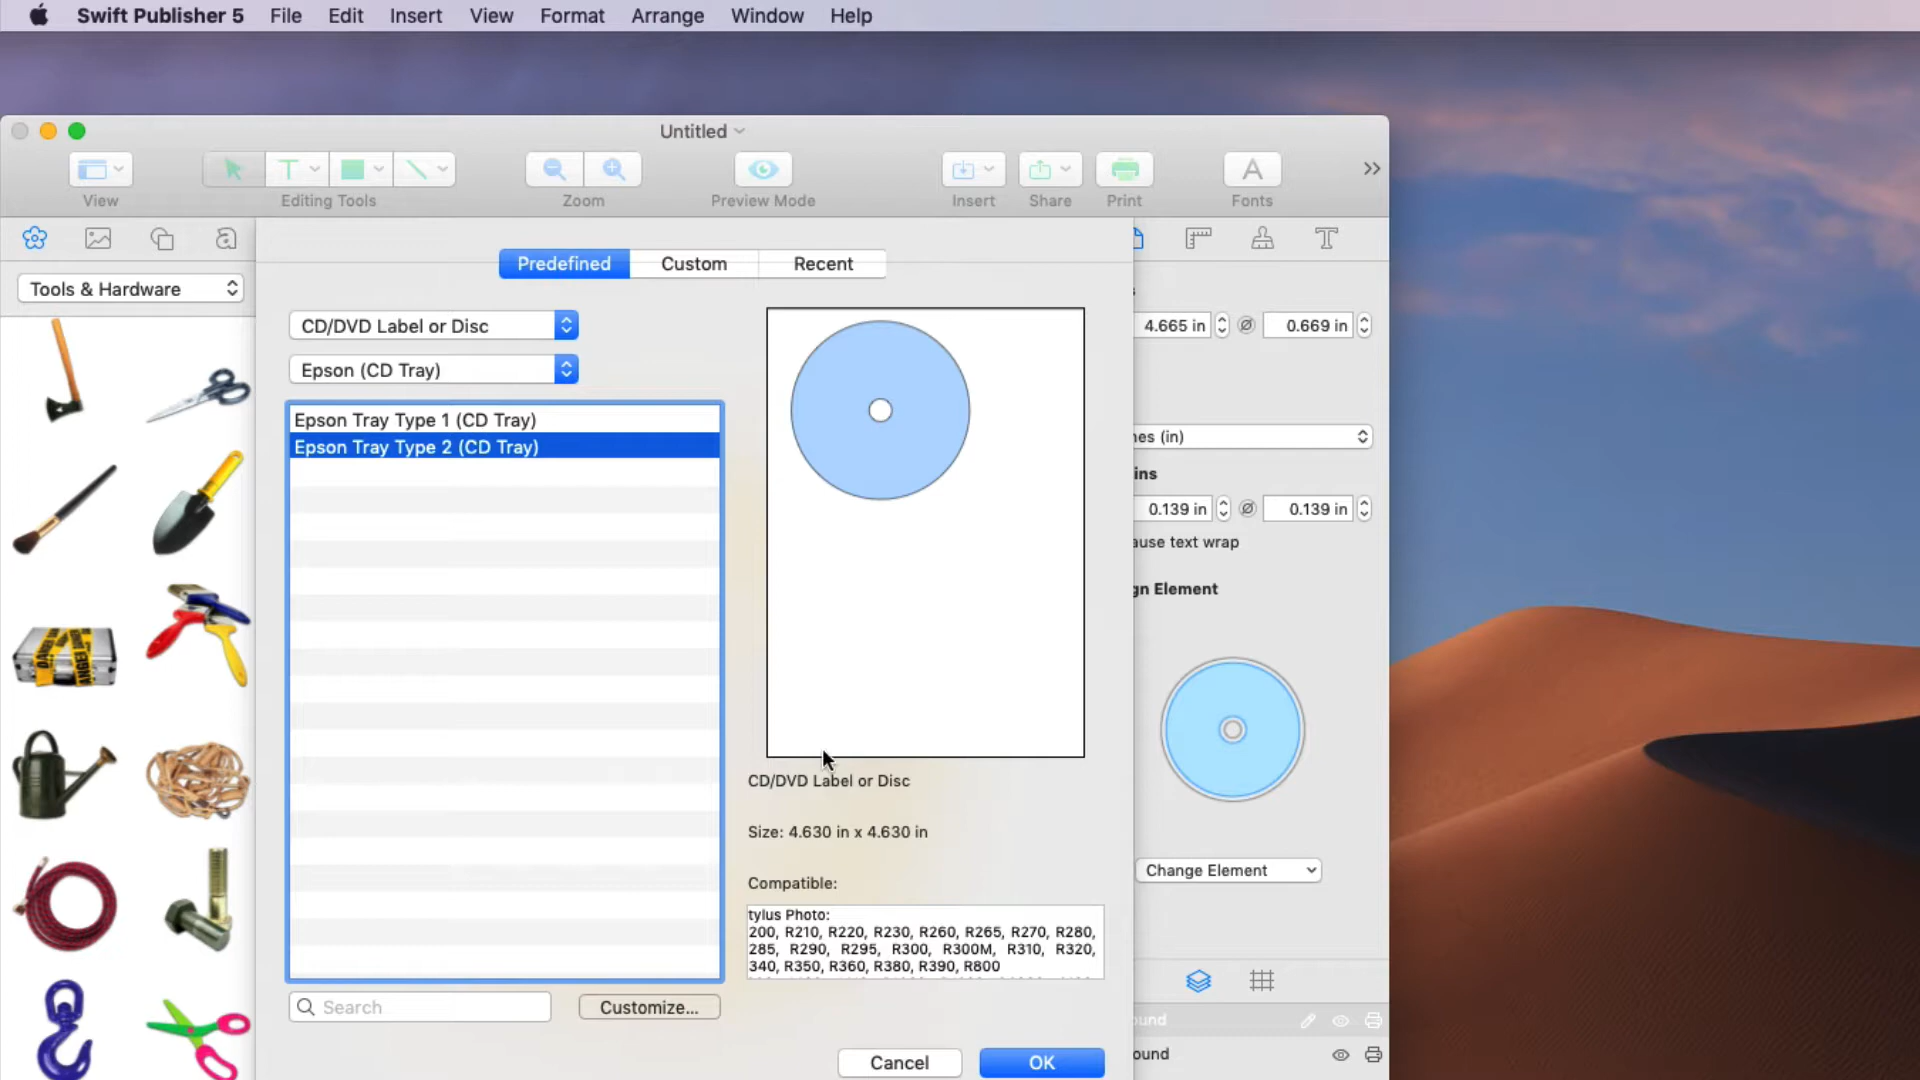 Swift Publisher 5 File Edit Insert View Format Arrange Window Help
Untitled
View Editing Tools Zoom Preview Mode Insert Share Print Fonts
Predefined Custom Recent
Tools & Hardware
CD/DVD Label or Disc
4.665 in 0.669 in
Epson (CD Tray)
Epson Tray Type 1 (CD Tray)
Epson Tray Type 2 (CD Tray)
nes (in)
ins
0.139 in 0.139 in
ause text wrap
gn Element
CD/DVD Label or Disc
Size: 4.630 in x 4.630 in
Change Element
Compatible:
tylus Photo:
200, R210, R220, R230, R260, R265, R270, R280,
285, R290, R295, R300, R300M, R310, R320,
340, R350, R360, R380, R390, R800
Search Customize...
ound
ound
Cancel OK